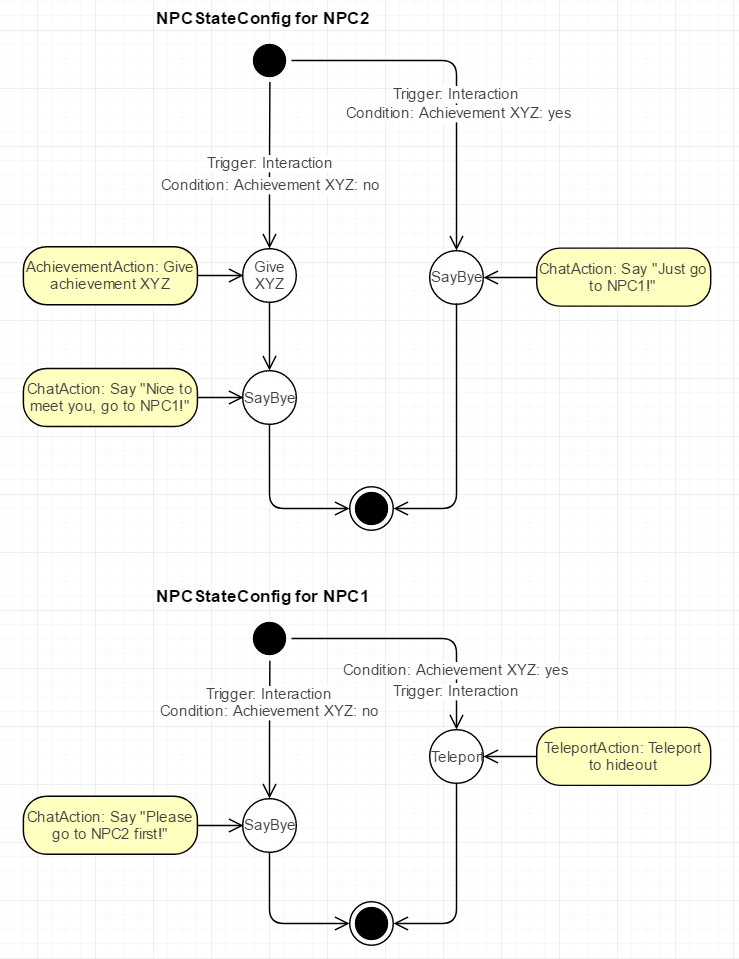 NPCStateConfig for NPC2
Trigger: Interaction
Condition: Achievement XYZ: yes
Trigger: Interaction
Condition: Achievement XYZ: no
AchievementAction: Give
achievement XYZ
Give
XYZ
SayBye
ChatAction: Say "Just go
to NPC1!"
ChatAction: Say "Nice to
meet you, go to NPC1!"
SayBye
NPCStateConfig for NPC1
Condition: Achievement XYZ: yes
Trigger: Interaction
Trigger: Interaction
Condition: Achievement XYZ: no
Teleport
TeleportAction: Teleport
to hideout
ChatAction: Say "Please
go to NPC2 first!"
SayBye